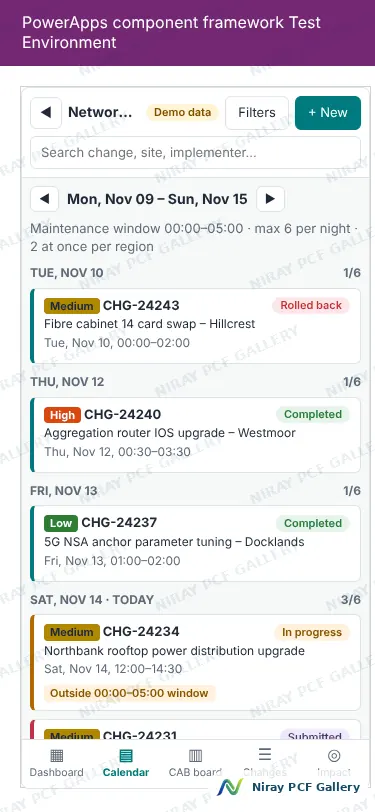 PowerApps component framework Test
Environment
◀ Networ... Demo data Filters + New
Search change, site, implementer...
◀ Mon, Nov 09 – Sun, Nov 15 ▶
Maintenance window 00:00–05:00 · max 6 per night ·
2 at once per region
TUE, NOV 10 1/6
Medium CHG-24243 Rolled back
Fibre cabinet 14 card swap – Hillcrest
Tue, Nov 10, 00:00–02:00
THU, NOV 12 1/6
High CHG-24240 Completed
Aggregation router IOS upgrade – Westmoor
Thu, Nov 12, 00:30–03:30
FRI, NOV 13 1/6
Low CHG-24237 Completed
5G NSA anchor parameter tuning – Docklands
Fri, Nov 13, 01:00–02:00
SAT, NOV 14 · TODAY 3/6
Medium CHG-24234 In progress
Northbank rooftop power distribution upgrade
Sat, Nov 14, 12:00–14:30
Outside 00:00–05:00 window
Medium CHG-24231 Submitted
Dashboard Calendar CAB board Changes Impact
Niray PCF Gallery
NIRAY PCF GALLERY